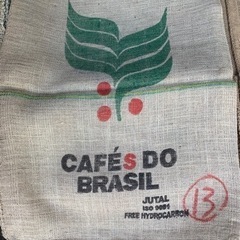 CAFÉS DO
BRASIL
JUTAL
ISO 9001
FREE HYDROCARBON
13